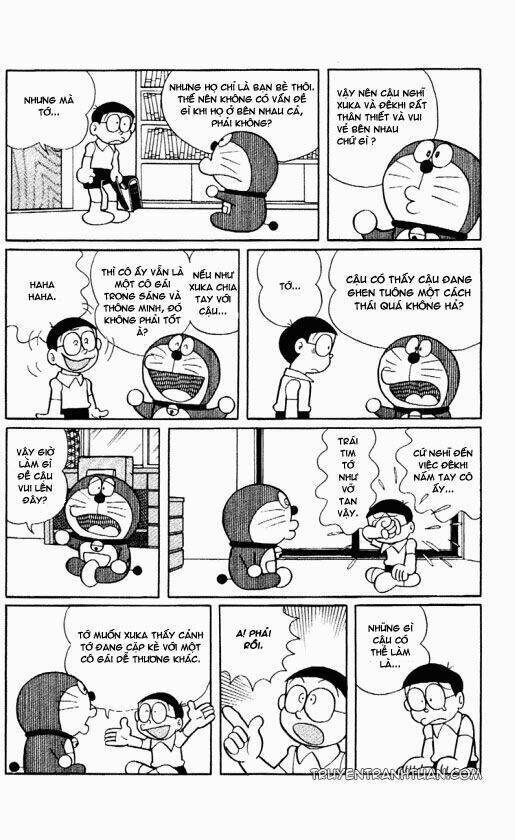 VẬY NÊN CẬU NGHĨ
XUKA VÀ ĐÊKHI RẤT
THÂN THIẾT VÀ VUI
VẺ BÊN NHAU
CHỨ GÌ ?
NHƯNG HỌ CHỈ LÀ BẠN BÈ THÔI.
THẾ NÊN KHÔNG CÓ VẤN ĐỀ
GÌ KHI HỌ Ở BÊN NHAU CẢ,
PHẢI KHÔNG?
NHƯNG MÀ
TỚ...
CẬU CÓ THẤY CẬU ĐANG
GHEN TUÔNG MỘT CÁCH
THÁI QUÁ KHÔNG HẢ?
TỚ...
NẾU NHƯ
XUKA CHIA
TAY VỚI
CẬU...
THÌ CÔ ẤY VẪN LÀ
MỘT CÔ GÁI
TRONG SÁNG VÀ
THÔNG MINH, ĐÓ
KHÔNG PHẢI TỐT
À?
HAHA
HAHA.
CỨ NGHĨ ĐẾN
VIỆC ĐÊKHI
NẮM TAY CÔ
ẤY...
TRÁI
TIM
TỚ
NHƯ
VỠ
TAN
VẬY.
VẬY GIỜ
LÀM GÌ
ĐỂ CẬU
VUI LÊN
ĐÂY?
NHỮNG GÌ
CẬU CÓ
THỂ LÀM
LÀ...
A! PHẢI
RỒI.
TỚ MUỐN XUKA THẤY CẢNH
TỚ ĐANG CẶP KÈ VỚI MỘT
CÔ GÁI DỄ THƯƠNG KHÁC.
TRUYENTRANHTUAN.COM